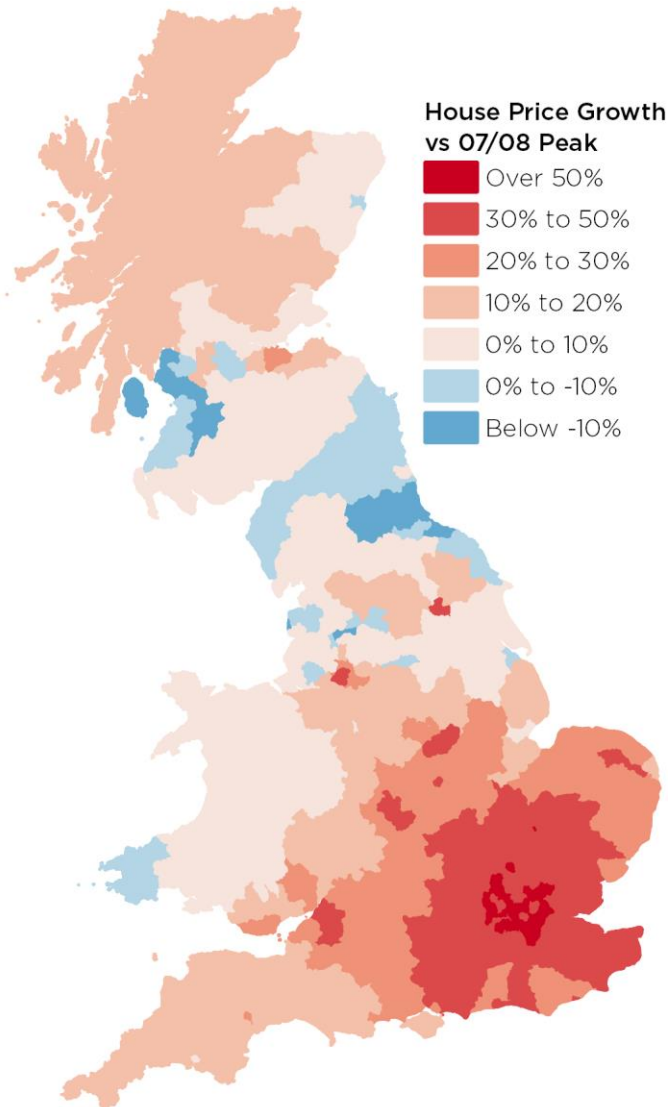 House Price Growth
vs 07/08 Peak
Over 50%
30% to 50%
20% to 30%
10% to 20%
0% to 10%
0% to -10%
Below -10%